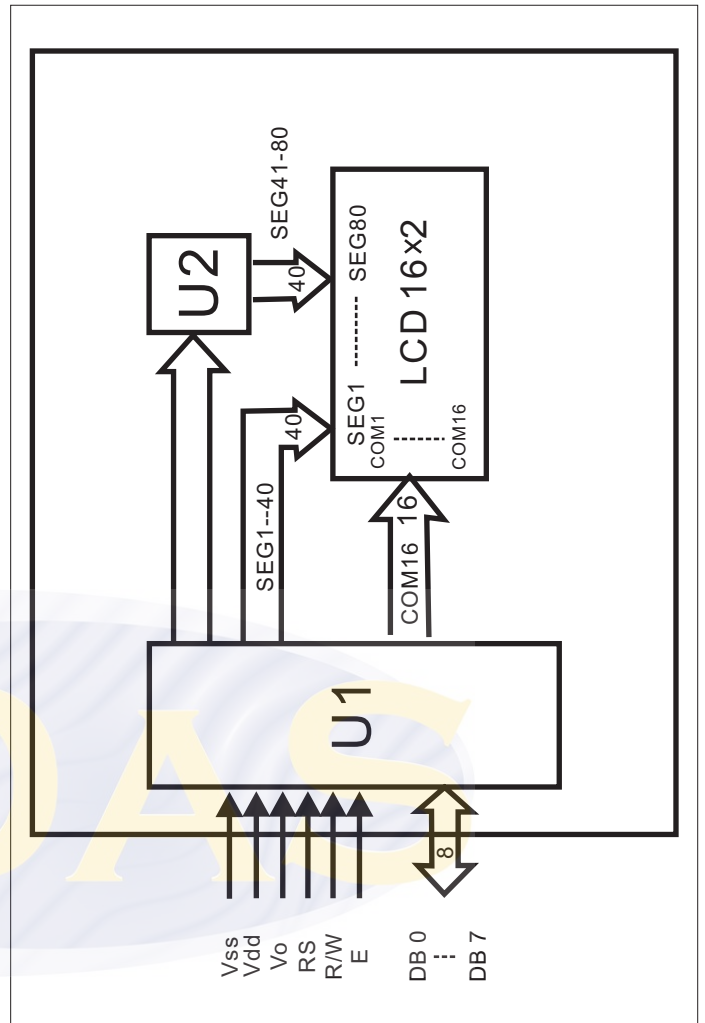 SEG41-80
U2
40
SEG1 ---------- SEG80
LCD 16×2
COM1
-------
COM16
40
SEG1--40
COM16 16
U1
Vss
Vdd
Vo
RS
R/W
E
8
DB 0
----
DB 7
DAS